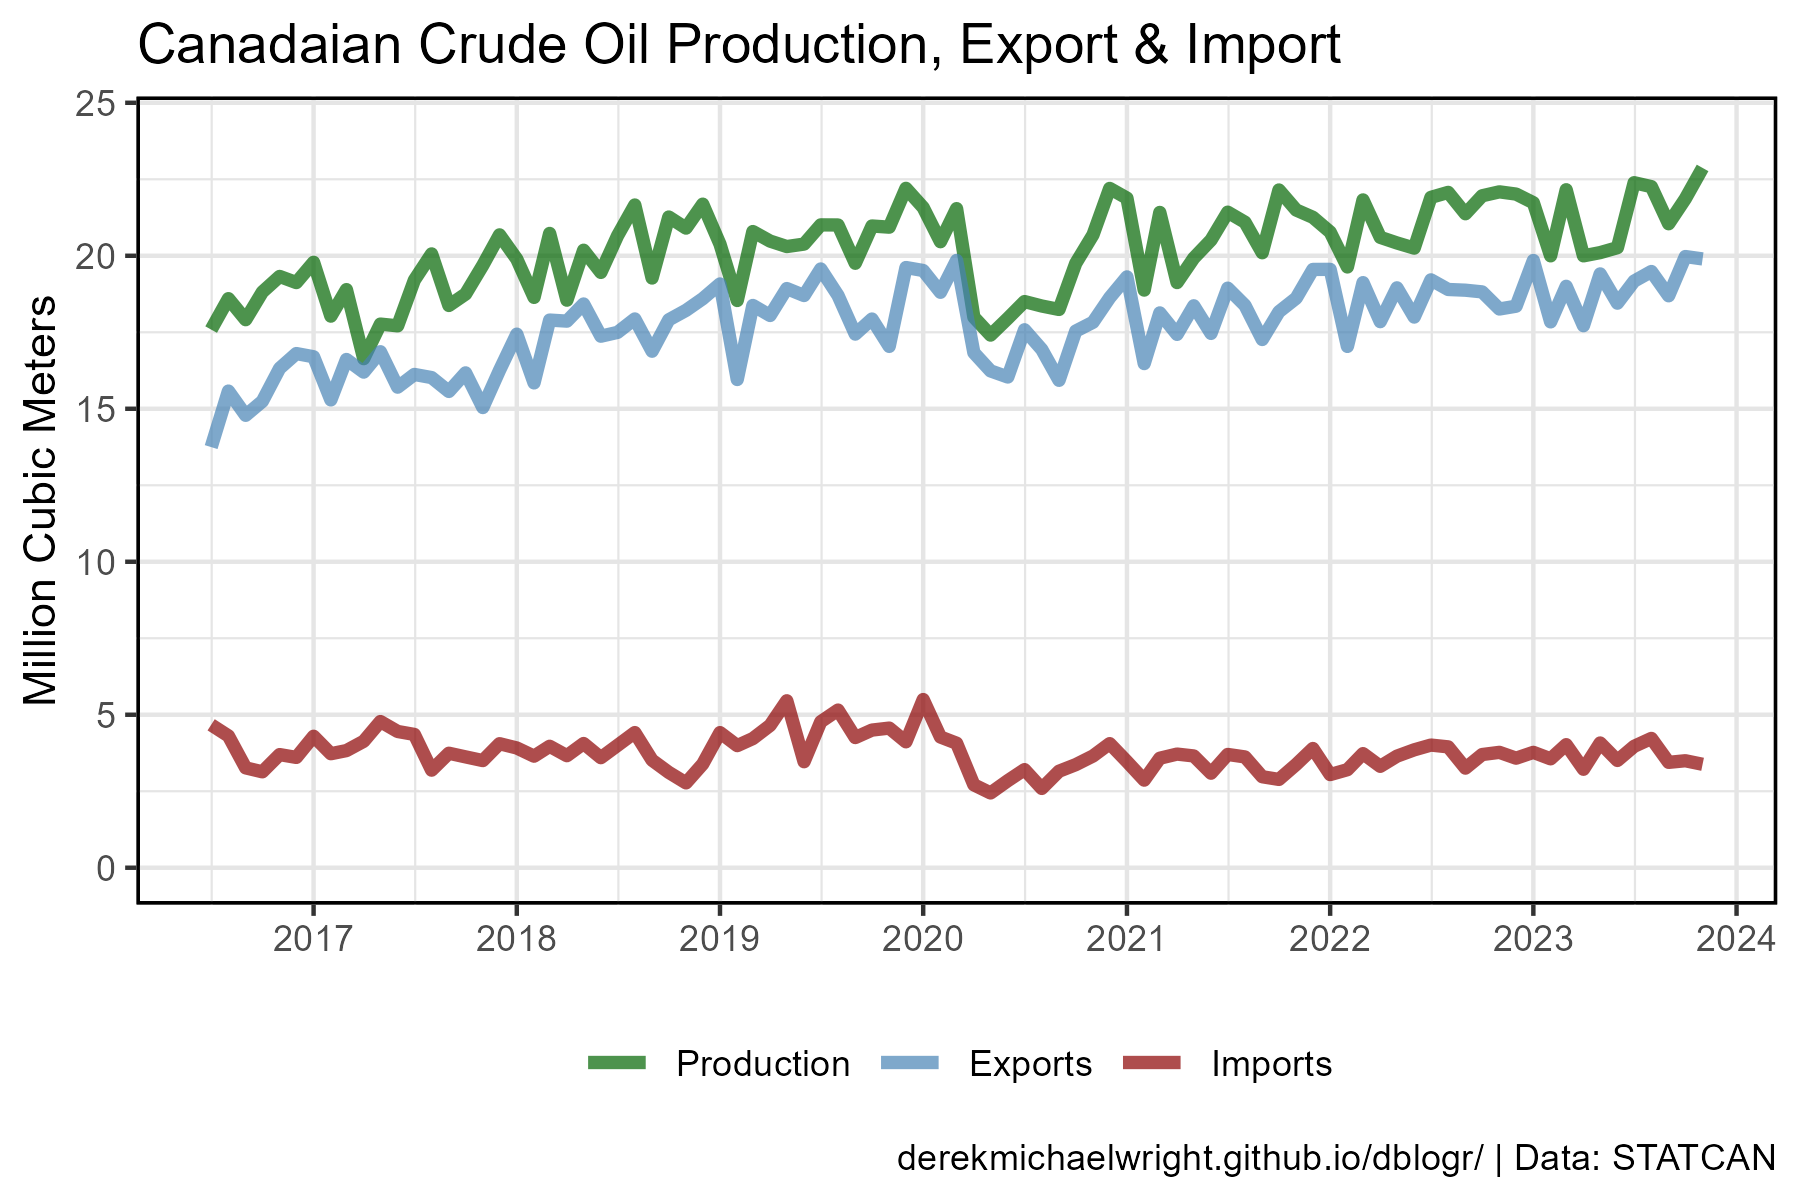 Canadaian Crude Oil Production, Export & Import
Million Cubic Meters
25
20
15
10
5
0
2017 2018 2019 2020 2021 2022 2023 2024
Production Exports Imports
derekmichaelwright.github.io/dblogr/ | Data: STATCAN